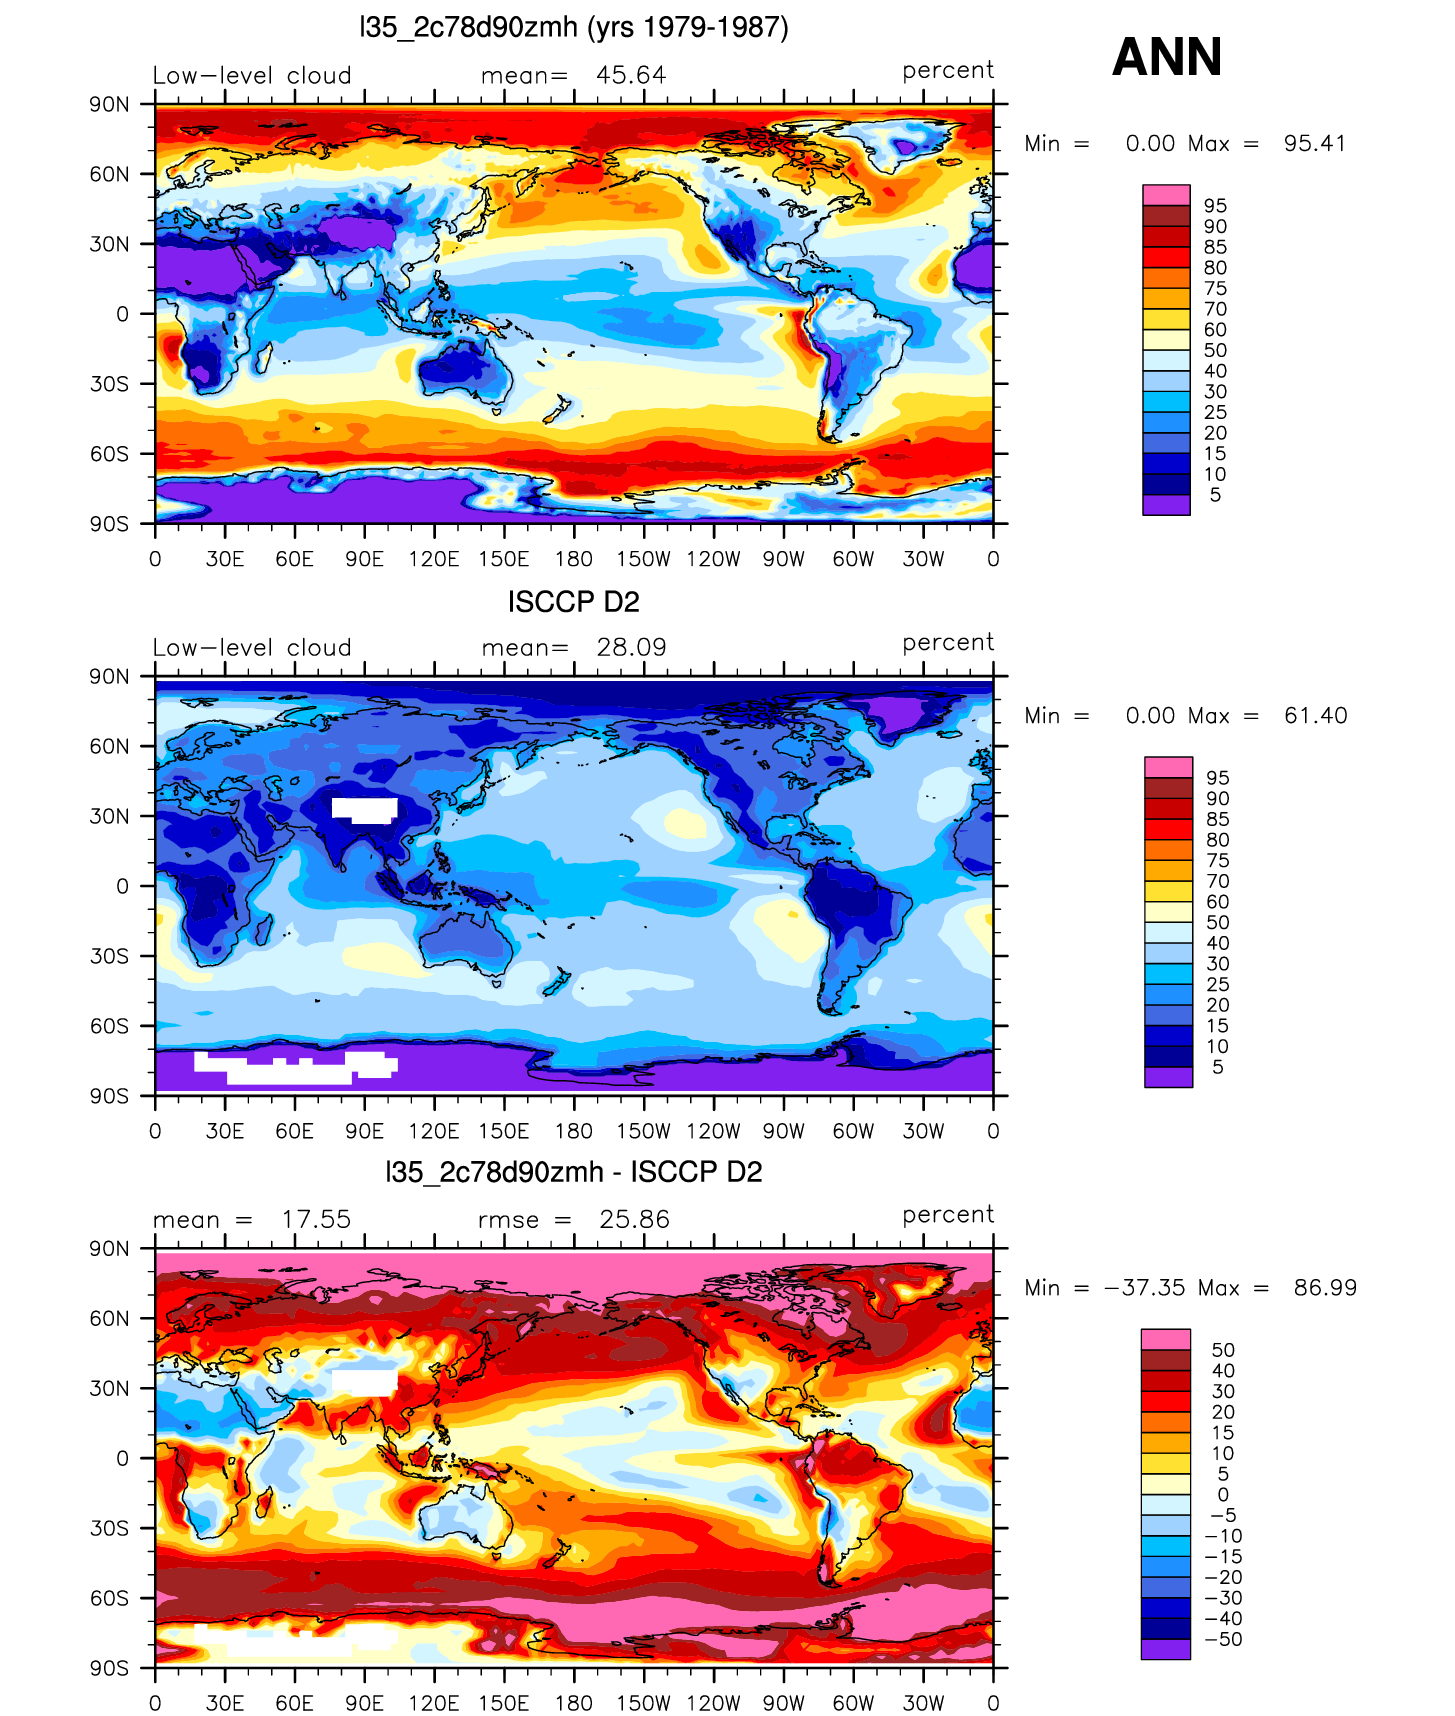 l35_2c78d90zmh (yrs 1979-1987)
ANN
Low-level cloud mean= 45.64 percent
Min = 0.00 Max = 95.41
90N
60N
30N
0
30S
60S
90S
0 30E 60E 90E 120E 150E 180 150W 120W 90W 60W 30W 0
95
90
85
80
75
70
60
50
40
30
25
20
15
10
5
ISCCP D2
Low-level cloud mean= 28.09 percent
Min = 0.00 Max = 61.40
90N
60N
30N
0
30S
60S
90S
0 30E 60E 90E 120E 150E 180 150W 120W 90W 60W 30W 0
95
90
85
80
75
70
60
50
40
30
25
20
15
10
5
l35_2c78d90zmh - ISCCP D2
mean = 17.55 rmse = 25.86 percent
Min = -37.35 Max = 86.99
90N
60N
30N
0
30S
60S
90S
0 30E 60E 90E 120E 150E 180 150W 120W 90W 60W 30W 0
50
40
30
20
15
10
5
0
-5
-10
-15
-20
-30
-40
-50